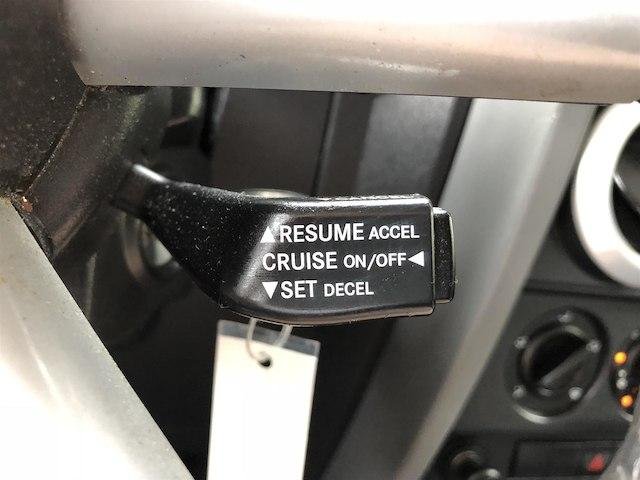 ▲RESUME ACCEL
CRUISE ON/OFF◀
▼SET DECEL